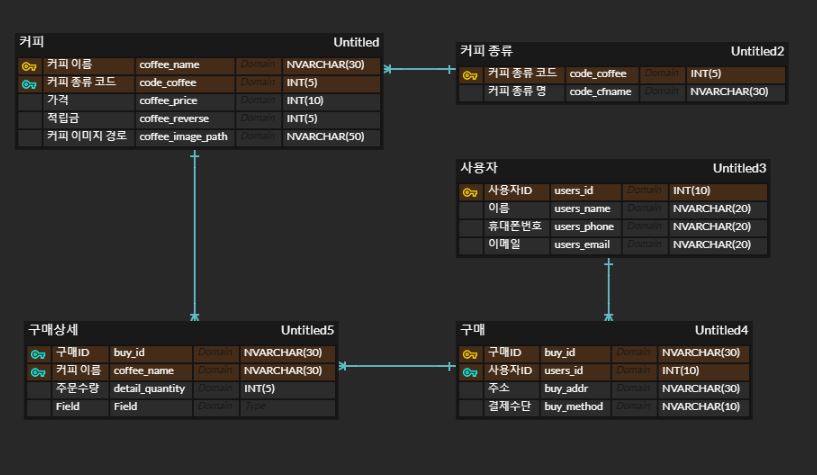 커피 Untitled
커피 이름 coffee_name Domain NVARCHAR(30)
커피 종류 코드 code_coffee Domain INT(5)
가격 coffee_price Domain INT(10)
적립금 coffee_reverse Domain INT(5)
커피 이미지 경로 coffee_image_path Domain NVARCHAR(50)
커피 종류 Untitled2
커피 종류 코드 code_coffee Domain INT(5)
커피 종류 명 code_cfname Domain NVARCHAR(30)
사용자 Untitled3
사용자ID users_id Domain INT(10)
이름 users_name Domain NVARCHAR(20)
휴대폰번호 users_phone Domain NVARCHAR(20)
이메일 users_email Domain NVARCHAR(20)
구매상세 Untitled5
구매ID buy_id Domain NVARCHAR(30)
커피 이름 coffee_name Domain NVARCHAR(30)
주문수량 detail_quantity Domain INT(5)
Field Field Domain Type
구매 Untitled4
구매ID buy_id Domain NVARCHAR(30)
사용자ID users_id Domain INT(10)
주소 buy_addr Domain NVARCHAR(30)
결제수단 buy_method Domain NVARCHAR(10)